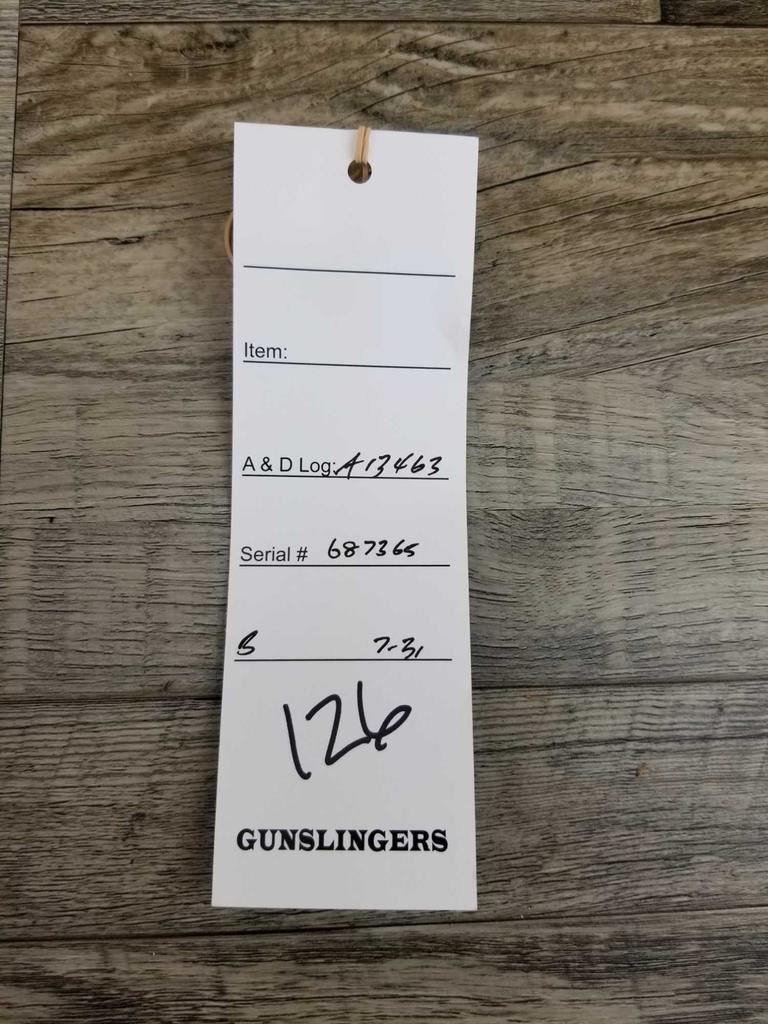 Item:
A & D Log: A13463
Serial # 687365
B 7-31
126
GUNSLINGERS